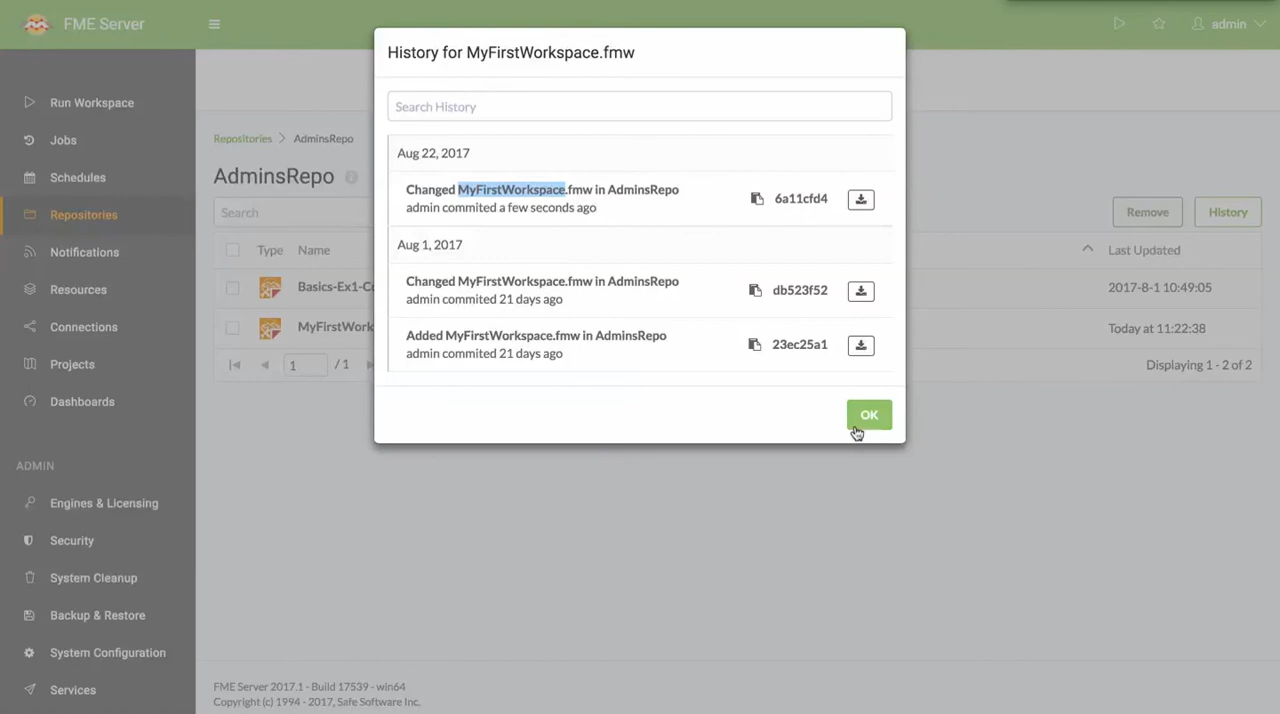 FME Server
admin
Run Workspace
Jobs
Schedules
Repositories
Notifications
Resources
Connections
Projects
Dashboards
ADMIN
Engines & Licensing
Security
System Cleanup
Backup & Restore
System Configuration
Services
Repositories > AdminsRepo
AdminsRepo
Search
Remove
History
Type Name Last Updated
Basics-Ex1-C 2017-8-1 10:49:05
MyFirstWork Today at 11:22:38
1 / 1
Displaying 1 - 2 of 2
History for MyFirstWorkspace.fmw
Search History
Aug 22, 2017
Changed MyFirstWorkspace.fmw in AdminsRepo
admin commited a few seconds ago
6a11cfd4
Aug 1, 2017
Changed MyFirstWorkspace.fmw in AdminsRepo
admin commited 21 days ago
db523f52
Added MyFirstWorkspace.fmw in AdminsRepo
admin commited 21 days ago
23ec25a1
OK
FME Server 2017.1 - Build 17539 - win64
Copyright (c) 1994 - 2017, Safe Software Inc.